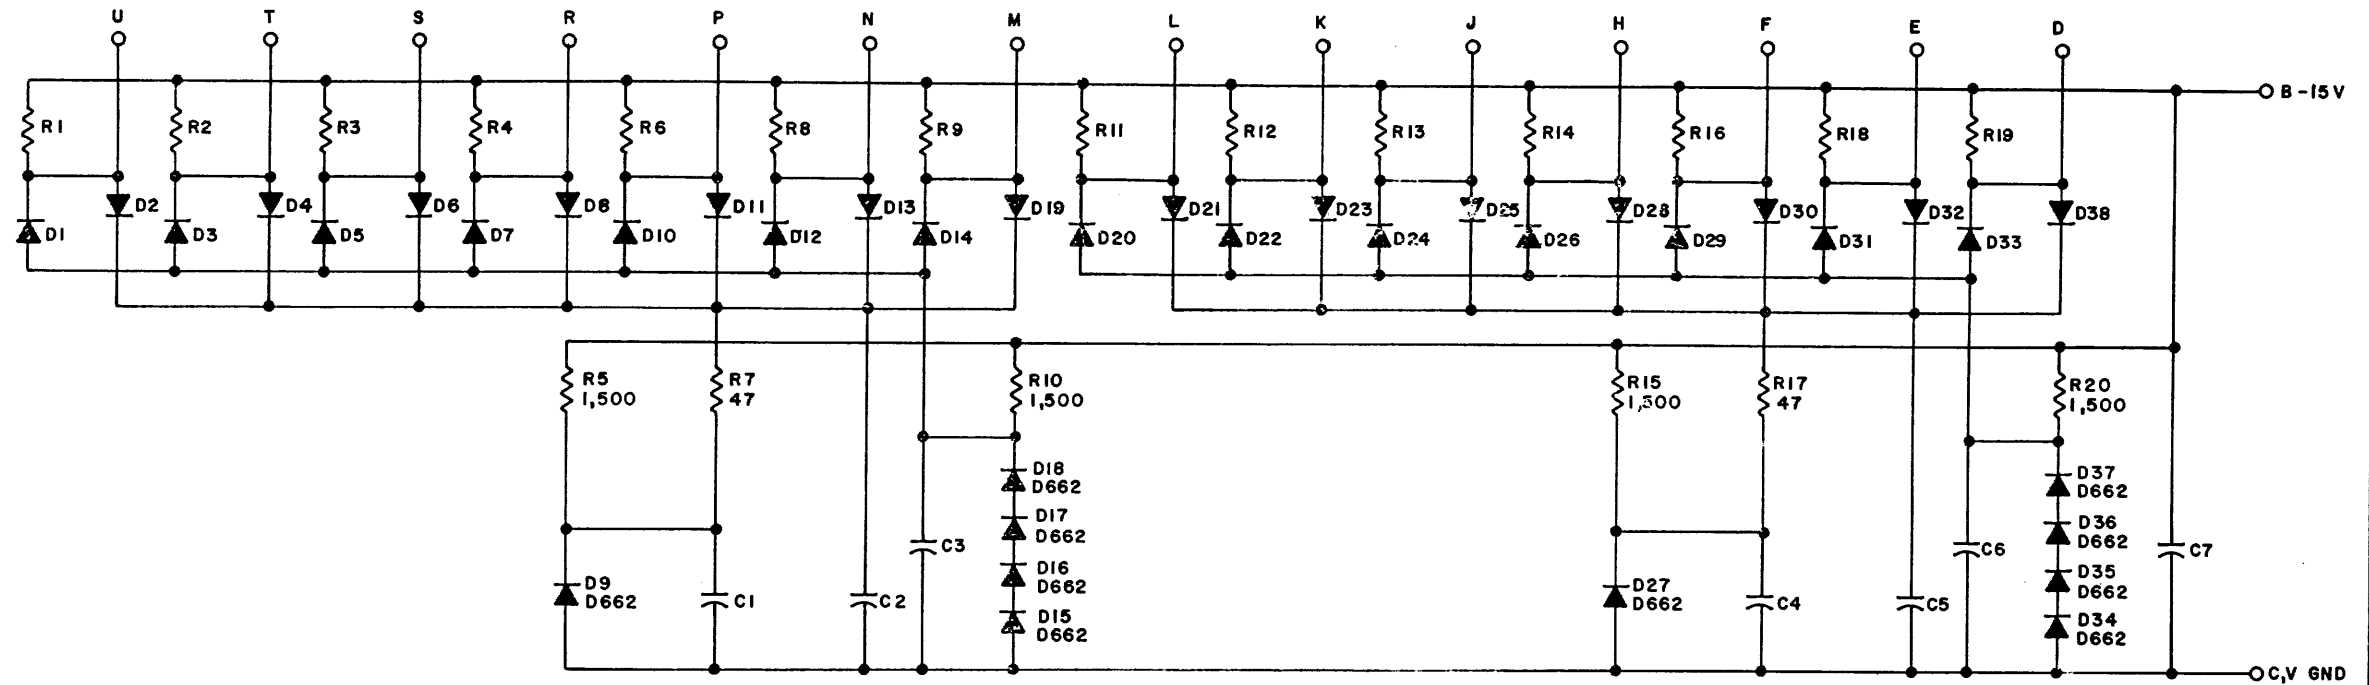 U T S R P N M L K J H F E D
B -15V
R1 R2 R3 R4 R6 R8 R9 R11 R12 R13 R14 R16 R18 R19
D2 D4 D6 D8 D11 D13 D19 D21 D23 D25 D28 D30 D32 D38
D1 D3 D5 D7 D10 D12 D14 D20 D22 D24 D26 D29 D31 D33
R5
1,500
R7
47
R10
1,500
R15
1,500
R17
47
R20
1,500
D18
D662
D17
D662
D16
D662
D15
D662
D9
D662
C1
C2
C3
D27
D662
C4
C5
C6
D37
D662
D36
D662
D35
D662
D34
D662
C7
C,V GND